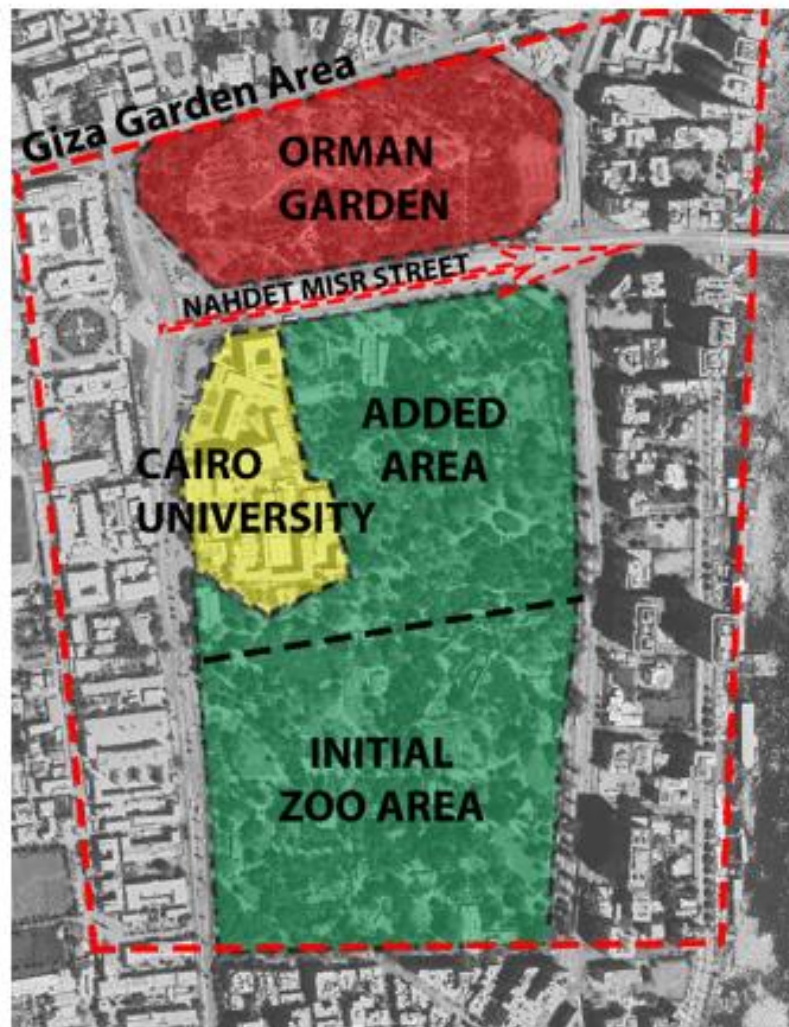 Giza Garden Area
ORMAN
GARDEN
NAHDET MISR STREET
ADDED
AREA
CAIRO
UNIVERSITY
INITIAL
ZOO AREA